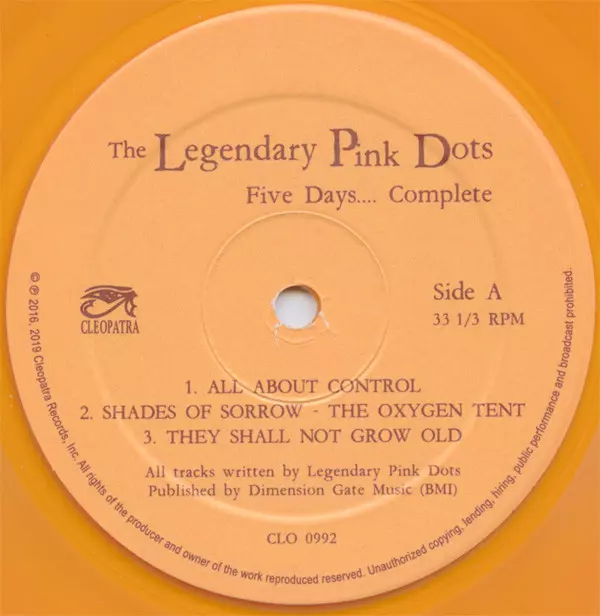 The Legendary Pink Dots
Five Days.... Complete
CLEOPATRA
Side A
33 1/3 RPM
1. ALL ABOUT CONTROL
2. SHADES OF SORROW - THE OXYGEN TENT
3. THEY SHALL NOT GROW OLD
All tracks written by Legendary Pink Dots
Published by Dimension Gate Music (BMI)
CLO 0992
© ℗ 2016, 2019 Cleopatra Records, Inc. All rights of the producer and owner of the work reproduced reserved. Unauthorized copying, lending, hiring, public performance and broadcast prohibited.